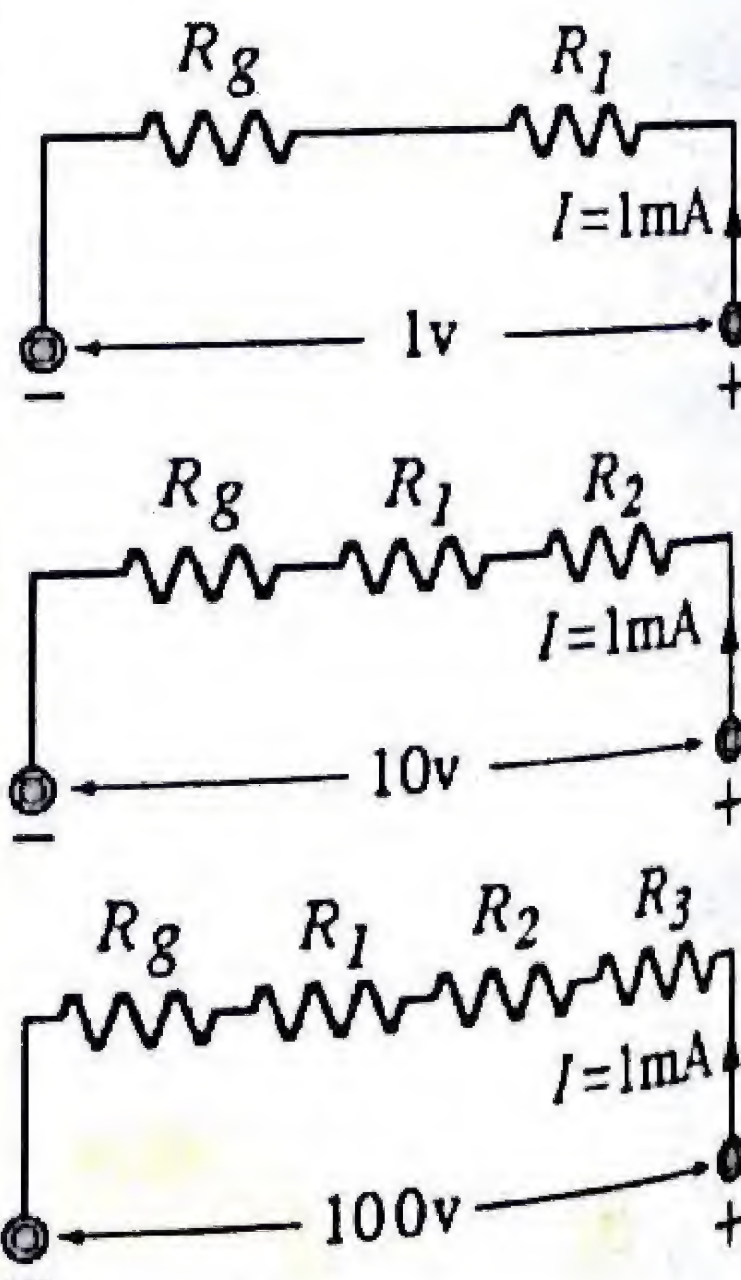 Rg R1
I=1mA
1v
− +
Rg R1 R2
I=1mA
10v
− +
Rg R1 R2 R3
I=1mA
100v
− +